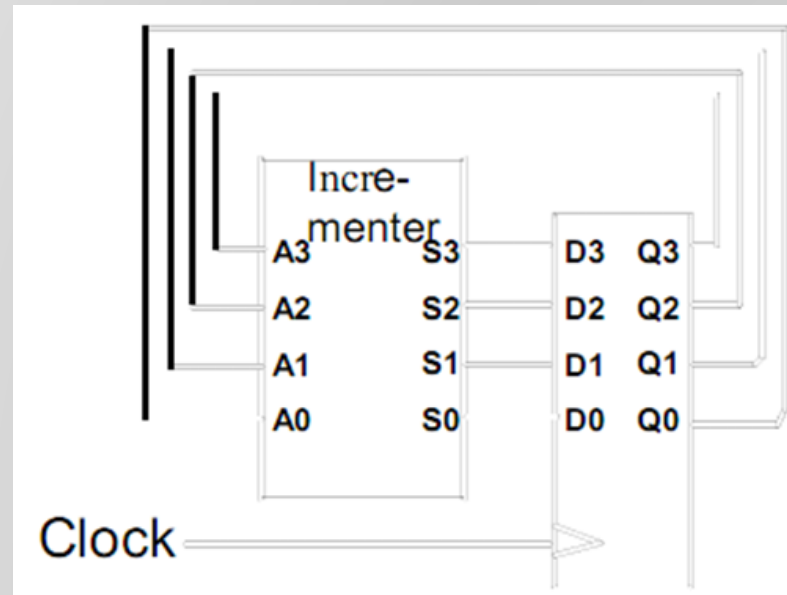 Incre-
menter
A3 S3 D3 Q3
A2 S2 D2 Q2
A1 S1 D1 Q1
A0 S0 D0 Q0
Clock